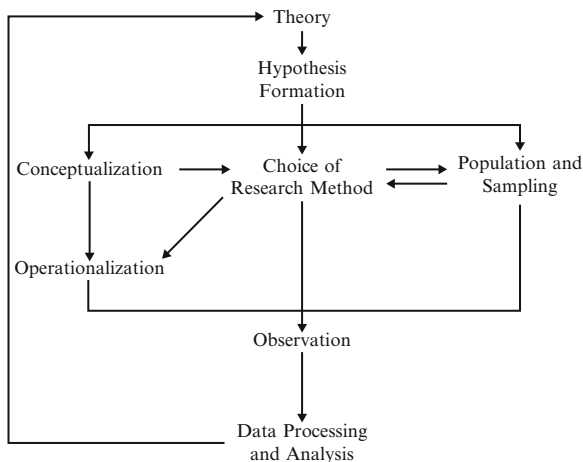 Theory
Hypothesis
Formation
Conceptualization
Choice of
Research Method
Population and
Sampling
Operationalization
Observation
Data Processing
and Analysis